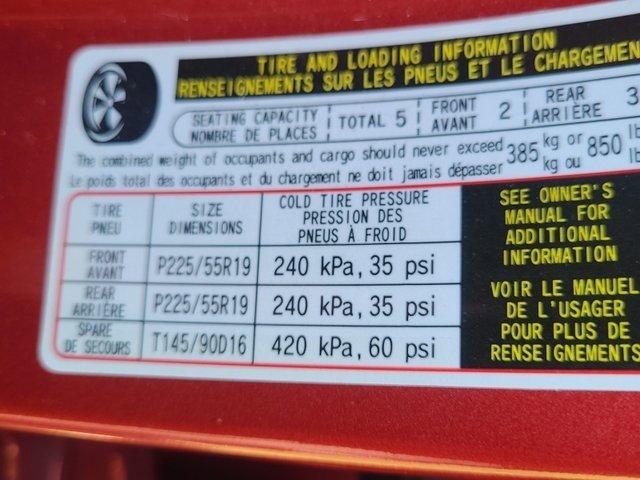 TIRE AND LOADING INFORMATION
RENSEIGNEMENTS SUR LES PNEUS ET LE CHARGEMEN
SEATING CAPACITY
NOMBRE DE PLACES
TOTAL 5
FRONT
AVANT
2
REAR
ARRIÈRE
3
The combined weight of occupants and cargo should never exceed
Le poids total des occupants et du chargement ne doit jamais dépasser
385 kg or 850 lb
kg ou lb
TIRE
PNEU
SIZE
DIMENSIONS
COLD TIRE PRESSURE
PRESSION DES
PNEUS À FROID
FRONT
AVANT
P225/55R19
240 kPa, 35 psi
REAR
ARRIÈRE
P225/55R19
240 kPa, 35 psi
SPARE
DE SECOURS
T145/90D16
420 kPa, 60 psi
SEE OWNER'S
MANUAL FOR
ADDITIONAL
INFORMATION
VOIR LE MANUEL
DE L'USAGER
POUR PLUS DE
RENSEIGNEMENTS